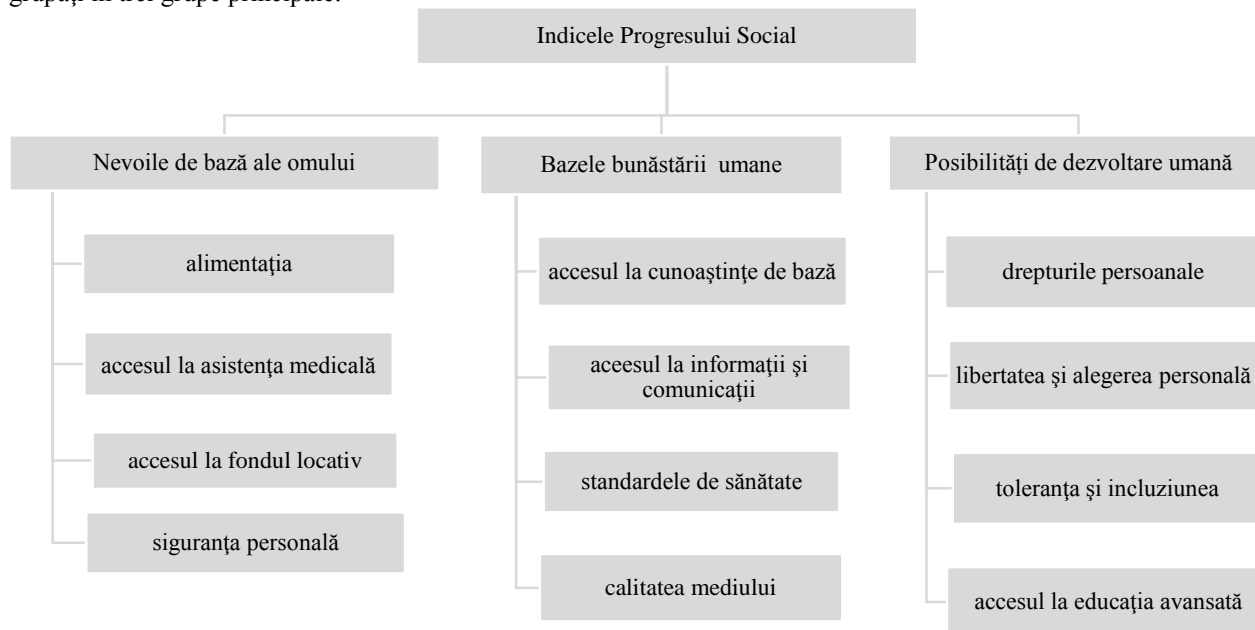 grupați în trei grupe principale.
Indicele Progresului Social
Nevoile de bază ale omului
alimentaţia
accesul la asistenţa medicală
accesul la fondul locativ
siguranţa personală
Bazele bunăstării umane
accesul la cunoaştinţe de bază
aceesul la informaţii şi
comunicaţii
standardele de sănătate
calitatea mediului
Posibilități de dezvoltare umană
drepturile persoanale
libertatea şi alegerea personală
toleranţa şi incluziunea
accesul la educaţia avansată